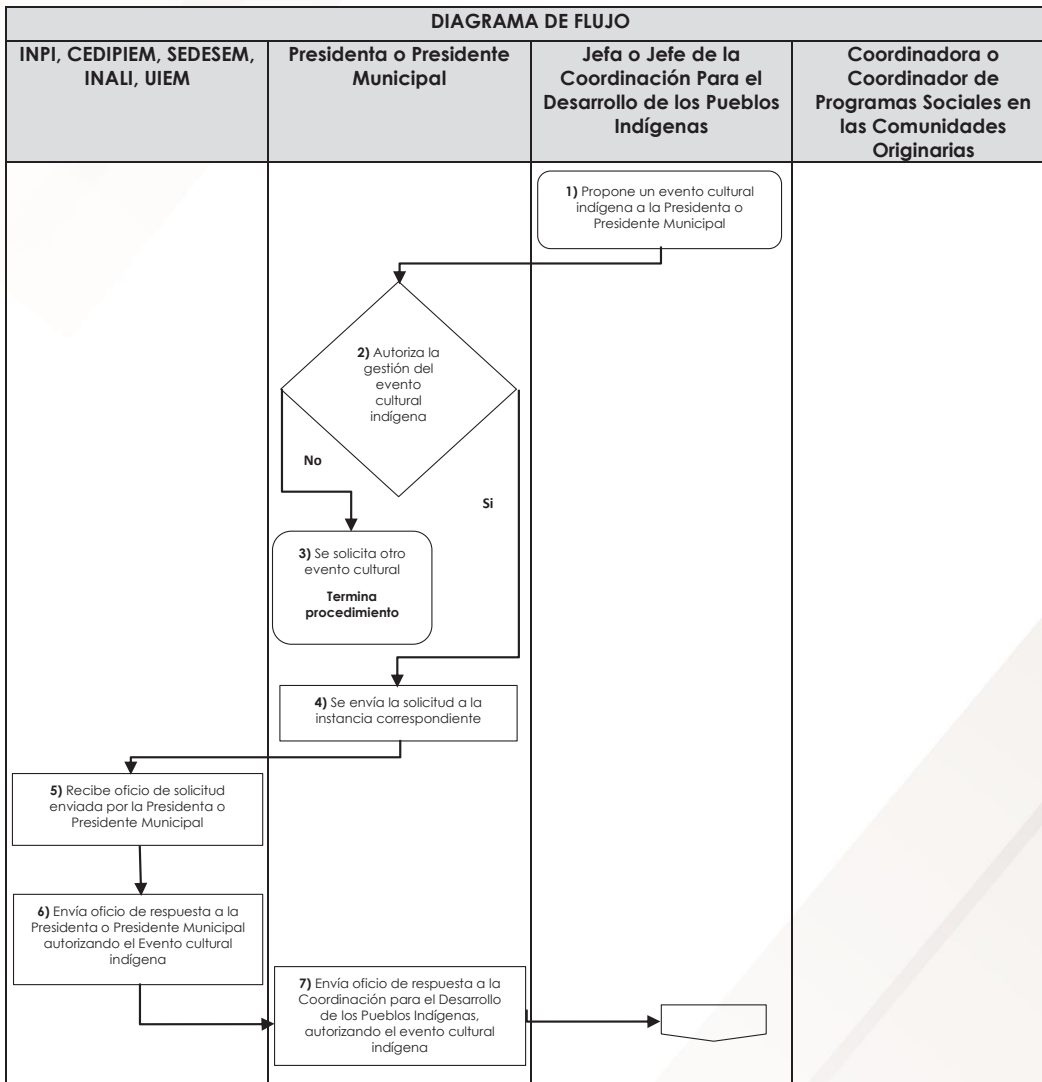 DIAGRAMA DE FLUJO
INPI, CEDIPIEM, SEDESEM,
INALI, UIEM
Presidenta o Presidente
Municipal
Jefa o Jefe de la
Coordinación Para el
Desarrollo de los Pueblos
Indígenas
Coordinadora o
Coordinador de
Programas Sociales en
las Comunidades
Originarias
1) Propone un evento cultural
indígena a la Presidenta o
Presidente Municipal
2) Autoriza la
gestión del
evento
cultural
indígena
No
Si
3) Se solicita otro
evento cultural
Termina
procedimiento
4) Se envía la solicitud a la
instancia correspondiente
5) Recibe oficio de solicitud
enviada por la Presidenta o
Presidente Municipal
6) Envía oficio de respuesta a la
Presidenta o Presidente Municipal
autorizando el Evento cultural
indígena
7) Envía oficio de respuesta a la
Coordinación para el Desarrollo
de los Pueblos Indígenas,
autorizando el evento cultural
indígena